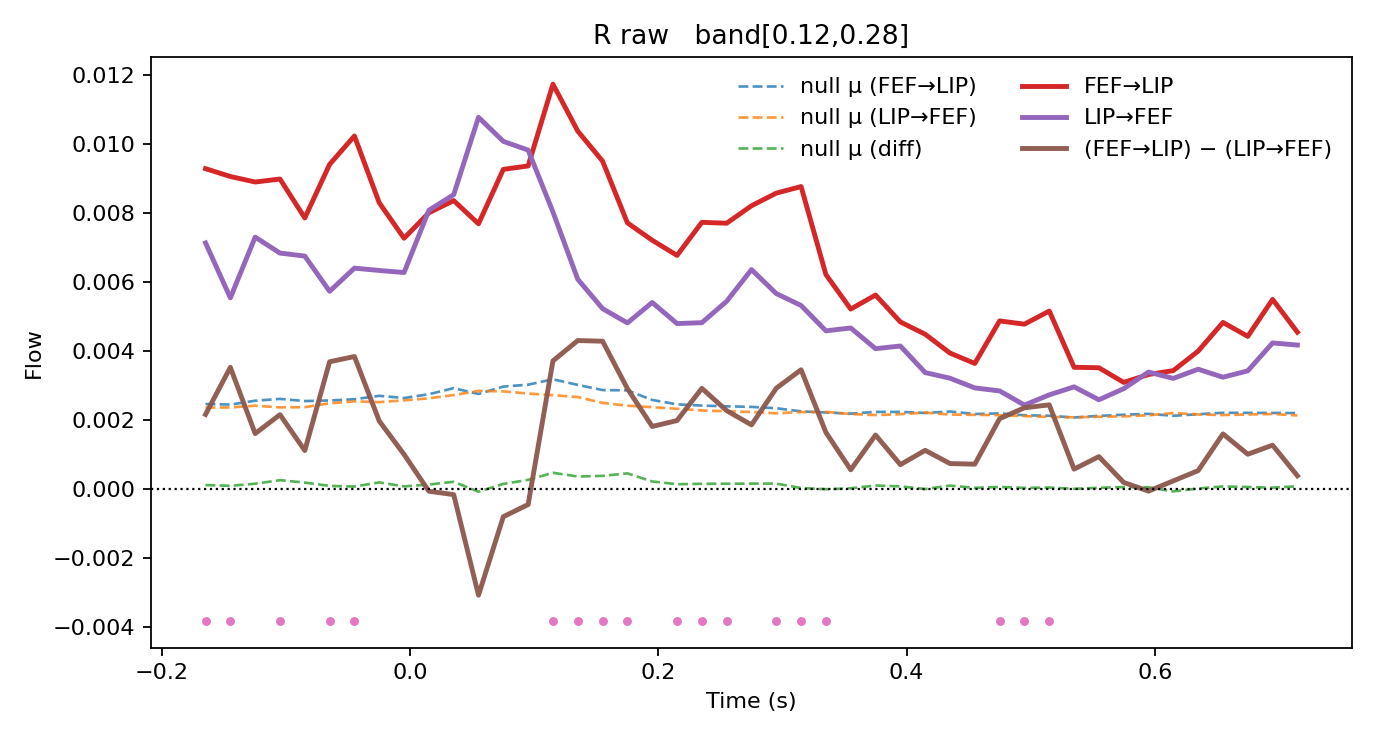 R raw   band[0.12,0.28]
0.012
0.010
0.008
0.006
0.004
0.002
0.000
−0.002
−0.004
Flow
null μ (FEF→LIP)
null μ (LIP→FEF)
null μ (diff)
FEF→LIP
LIP→FEF
(FEF→LIP) − (LIP→FEF)
−0.2
0.0
0.2
0.4
0.6
Time (s)